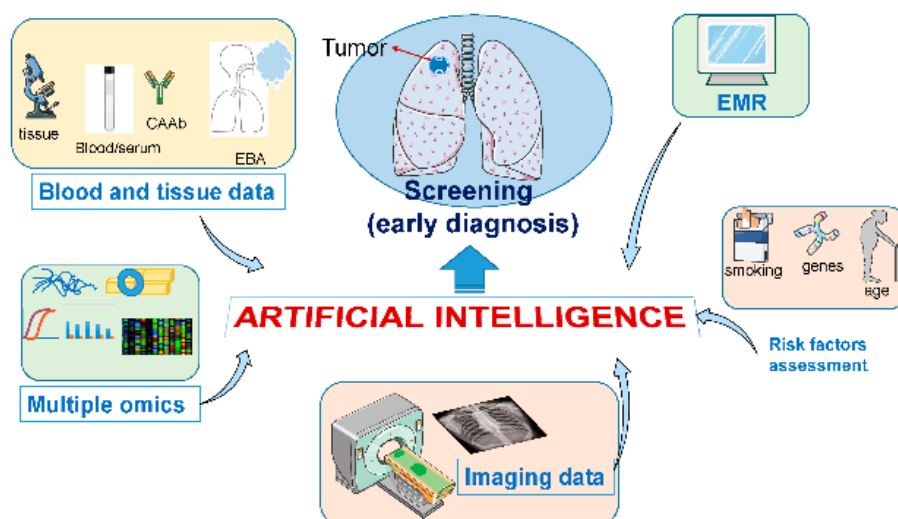 Tumor
tissue
Blood/serum
CAAb
EBA
Blood and tissue data
Screening
(early diagnosis)
EMR
smoking
genes
age
Risk factors
assessment
ARTIFICIAL INTELLIGENCE
Multiple omics
Imaging data